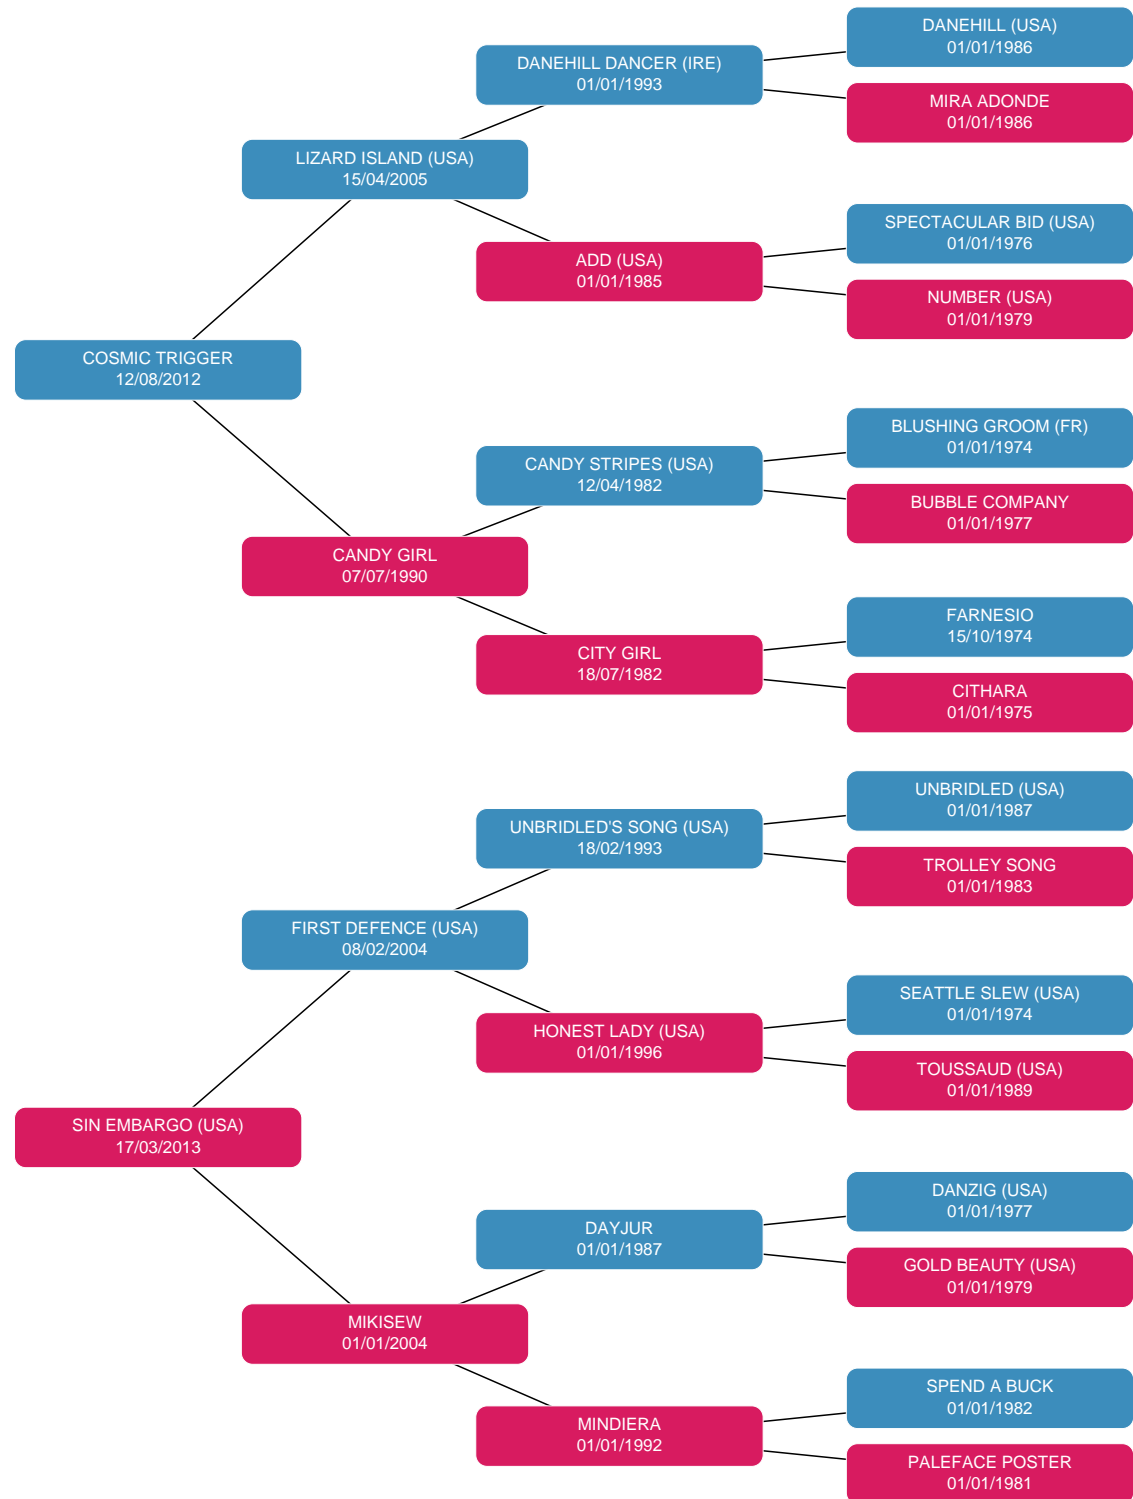 DANEHILL (USA)
01/01/1986
DANEHILL DANCER (IRE)
01/01/1993
MIRA ADONDE
01/01/1986
LIZARD ISLAND (USA)
15/04/2005
SPECTACULAR BID (USA)
01/01/1976
ADD (USA)
01/01/1985
NUMBER (USA)
01/01/1979
COSMIC TRIGGER
12/08/2012
BLUSHING GROOM (FR)
01/01/1974
CANDY STRIPES (USA)
12/04/1982
BUBBLE COMPANY
01/01/1977
CANDY GIRL
07/07/1990
FARNESIO
15/10/1974
CITY GIRL
18/07/1982
CITHARA
01/01/1975
UNBRIDLED (USA)
01/01/1987
UNBRIDLED'S SONG (USA)
18/02/1993
TROLLEY SONG
01/01/1983
FIRST DEFENCE (USA)
08/02/2004
SEATTLE SLEW (USA)
01/01/1974
HONEST LADY (USA)
01/01/1996
TOUSSAUD (USA)
01/01/1989
SIN EMBARGO (USA)
17/03/2013
DANZIG (USA)
01/01/1977
DAYJUR
01/01/1987
GOLD BEAUTY (USA)
01/01/1979
MIKISEW
01/01/2004
SPEND A BUCK
01/01/1982
MINDIERA
01/01/1992
PALEFACE POSTER
01/01/1981